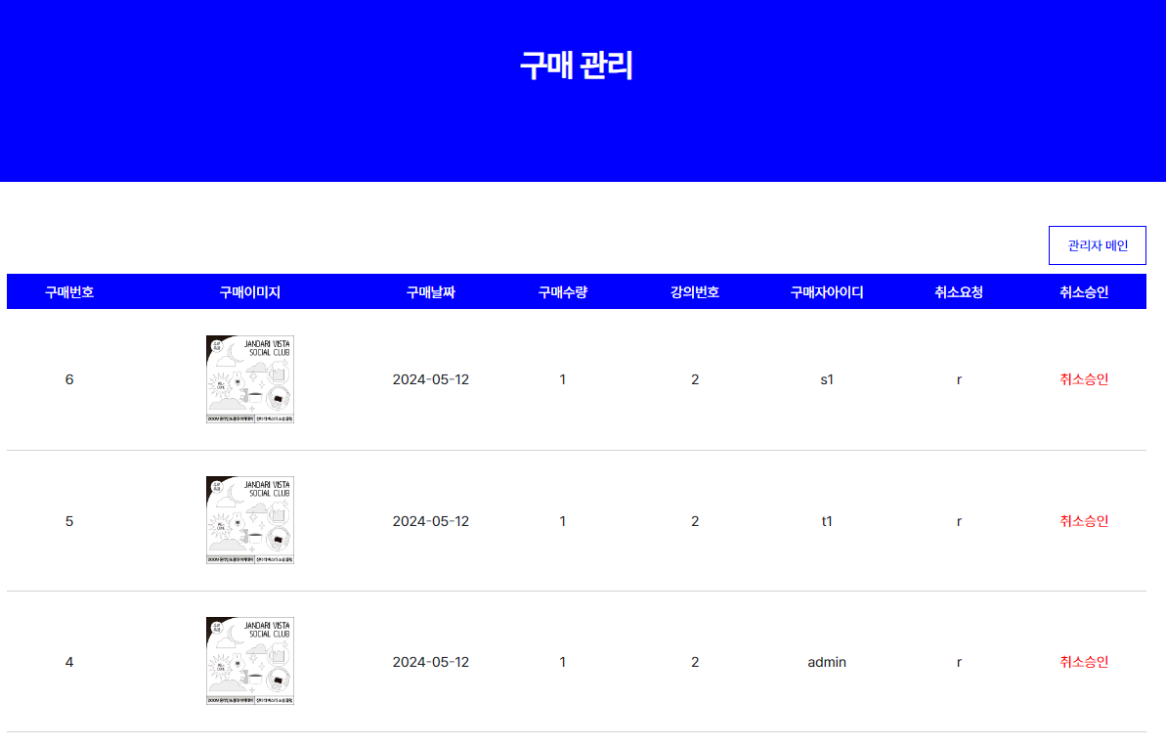 구매 관리
관리자 메인
구매번호 구매이미지 구매날짜 구매수량 강의번호 구매자아이디 취소요청 취소승인
JANDARI VISTA
SOCIAL CLUB
6 2024-05-12 1 2 s1 r 취소승인
JANDARI VISTA
SOCIAL CLUB
5 2024-05-12 1 2 t1 r 취소승인
JANDARI VISTA
SOCIAL CLUB
4 2024-05-12 1 2 admin r 취소승인